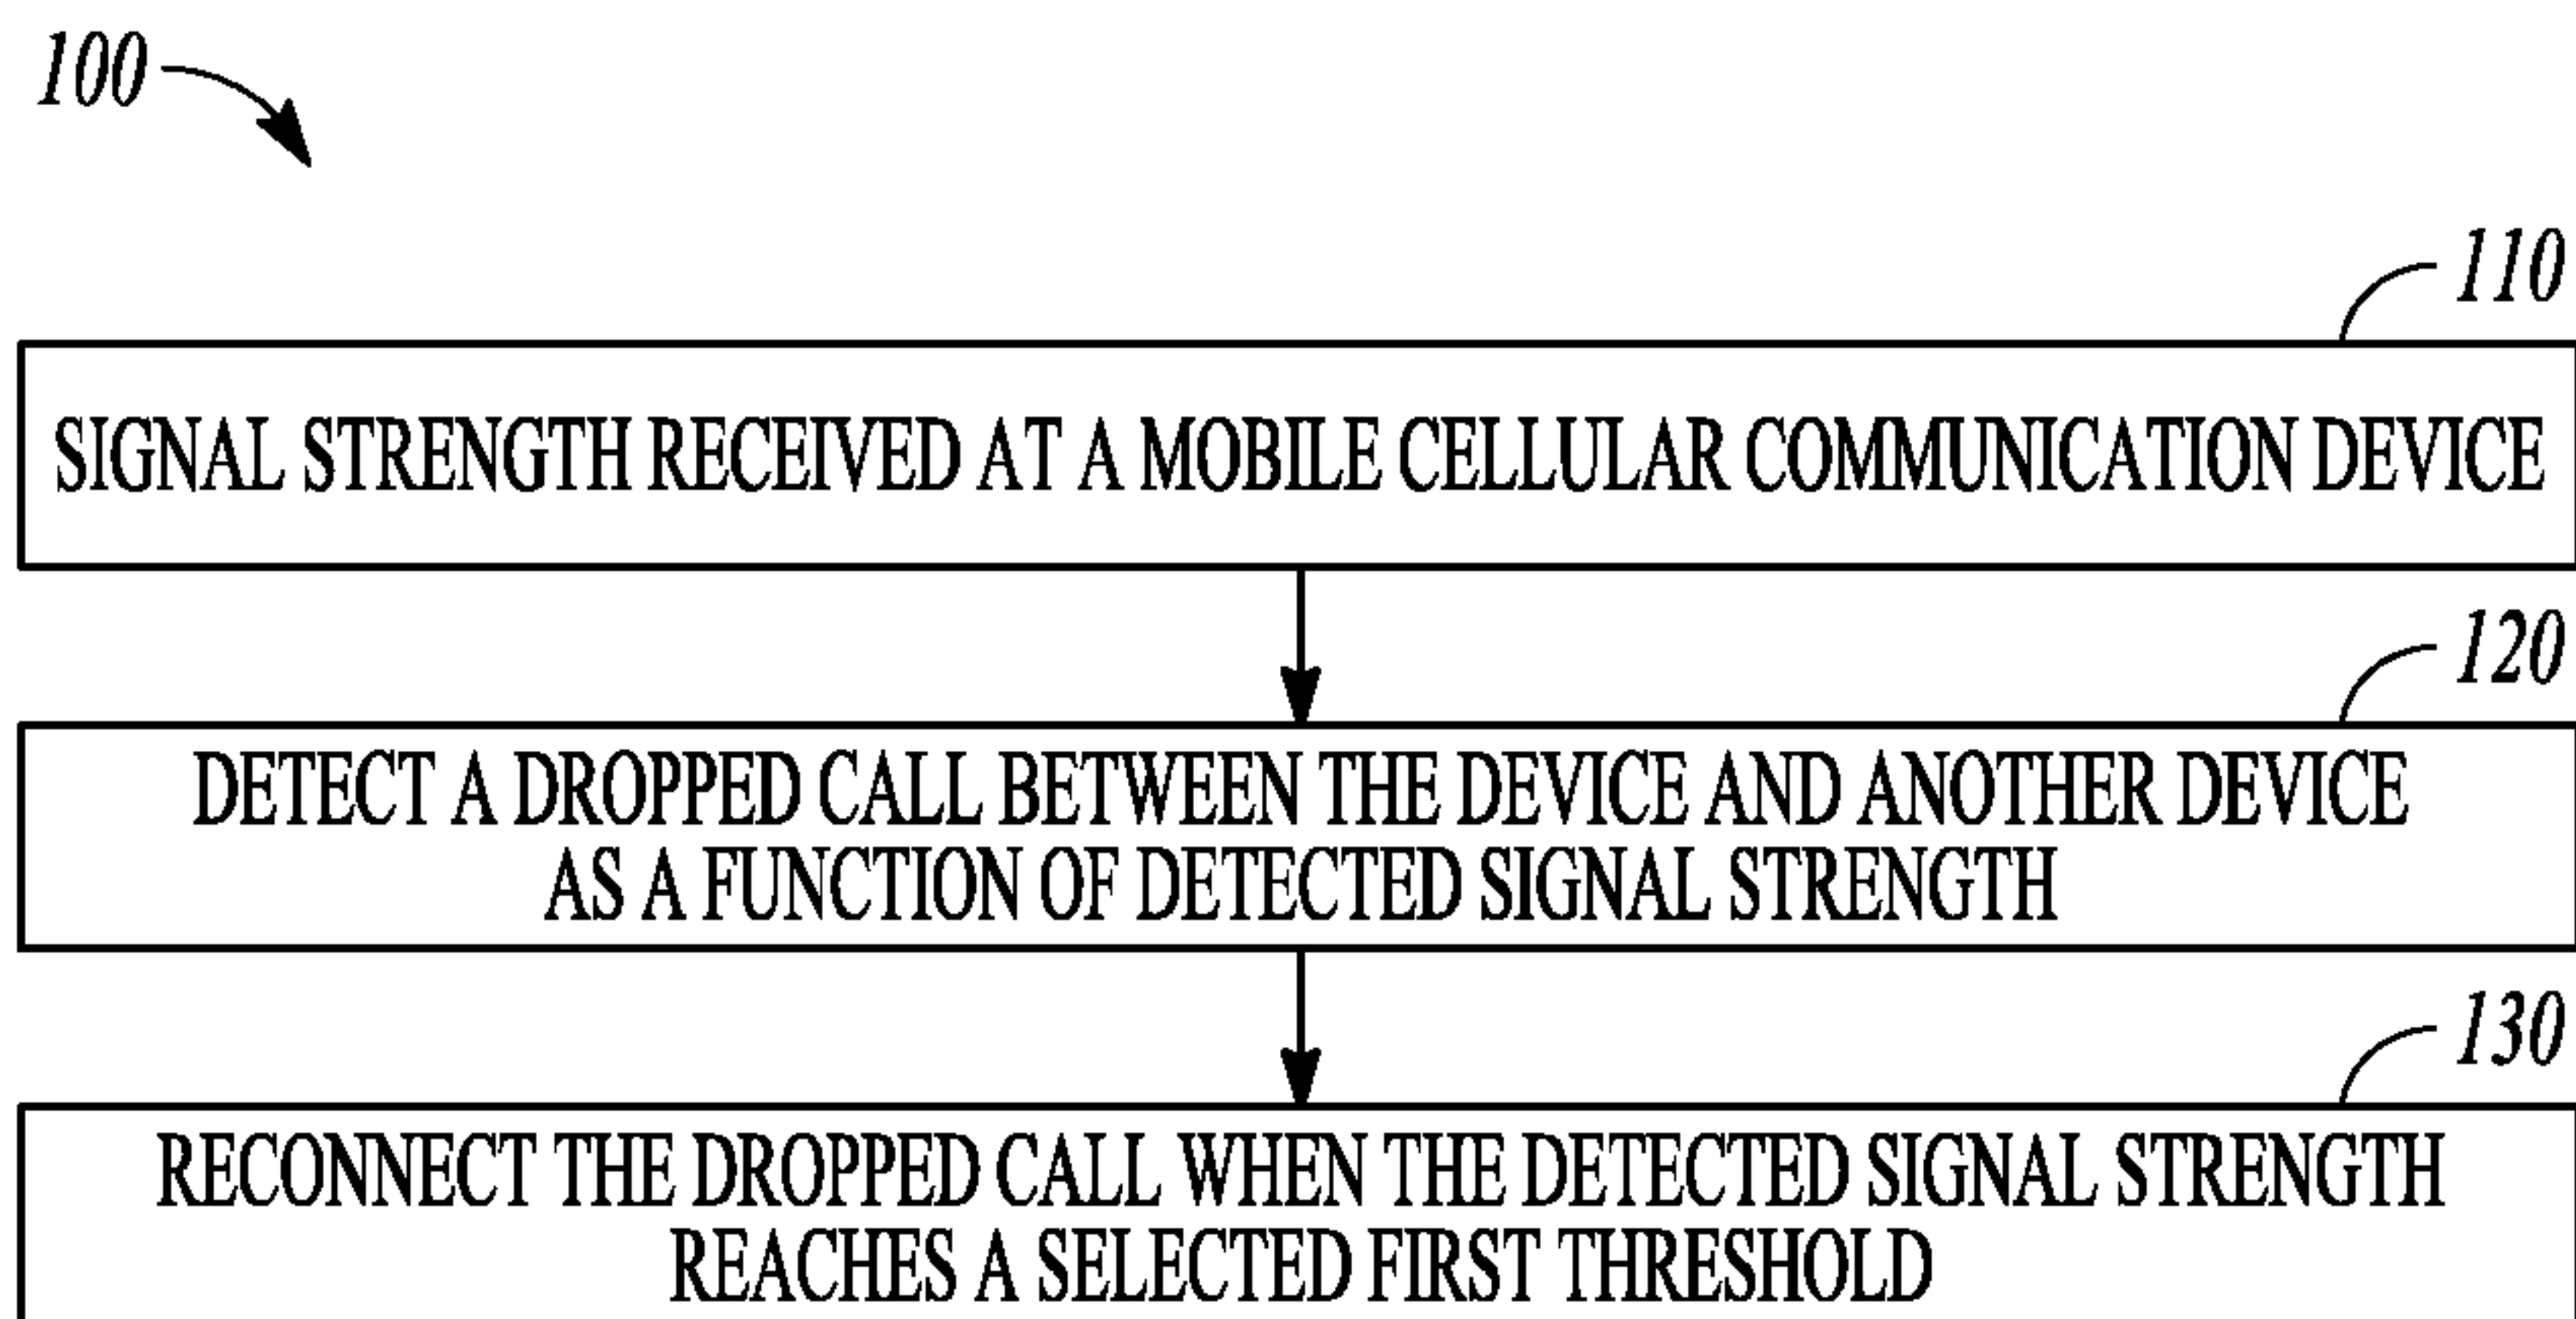 100
110
SIGNAL STRENGTH RECEIVED AT A MOBILE CELLULAR COMMUNICATION DEVICE
120
DETECT A DROPPED CALL BETWEEN THE DEVICE AND ANOTHER DEVICE
AS A FUNCTION OF DETECTED SIGNAL STRENGTH
130
RECONNECT THE DROPPED CALL WHEN THE DETECTED SIGNAL STRENGTH
REACHES A SELECTED FIRST THRESHOLD